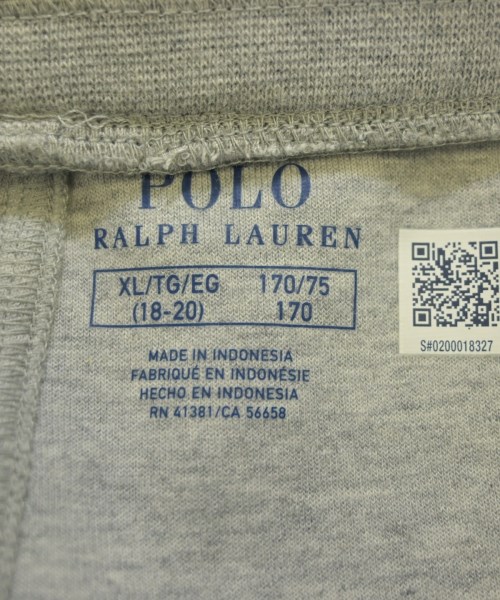 POLO
RALPH LAUREN
XL/TG/EG 170/75
(18-20) 170
MADE IN INDONESIA
FABRIQUÉ EN INDONÉSIE
HECHO EN INDONESIA
RN 41381/CA 56658
S#0200018327